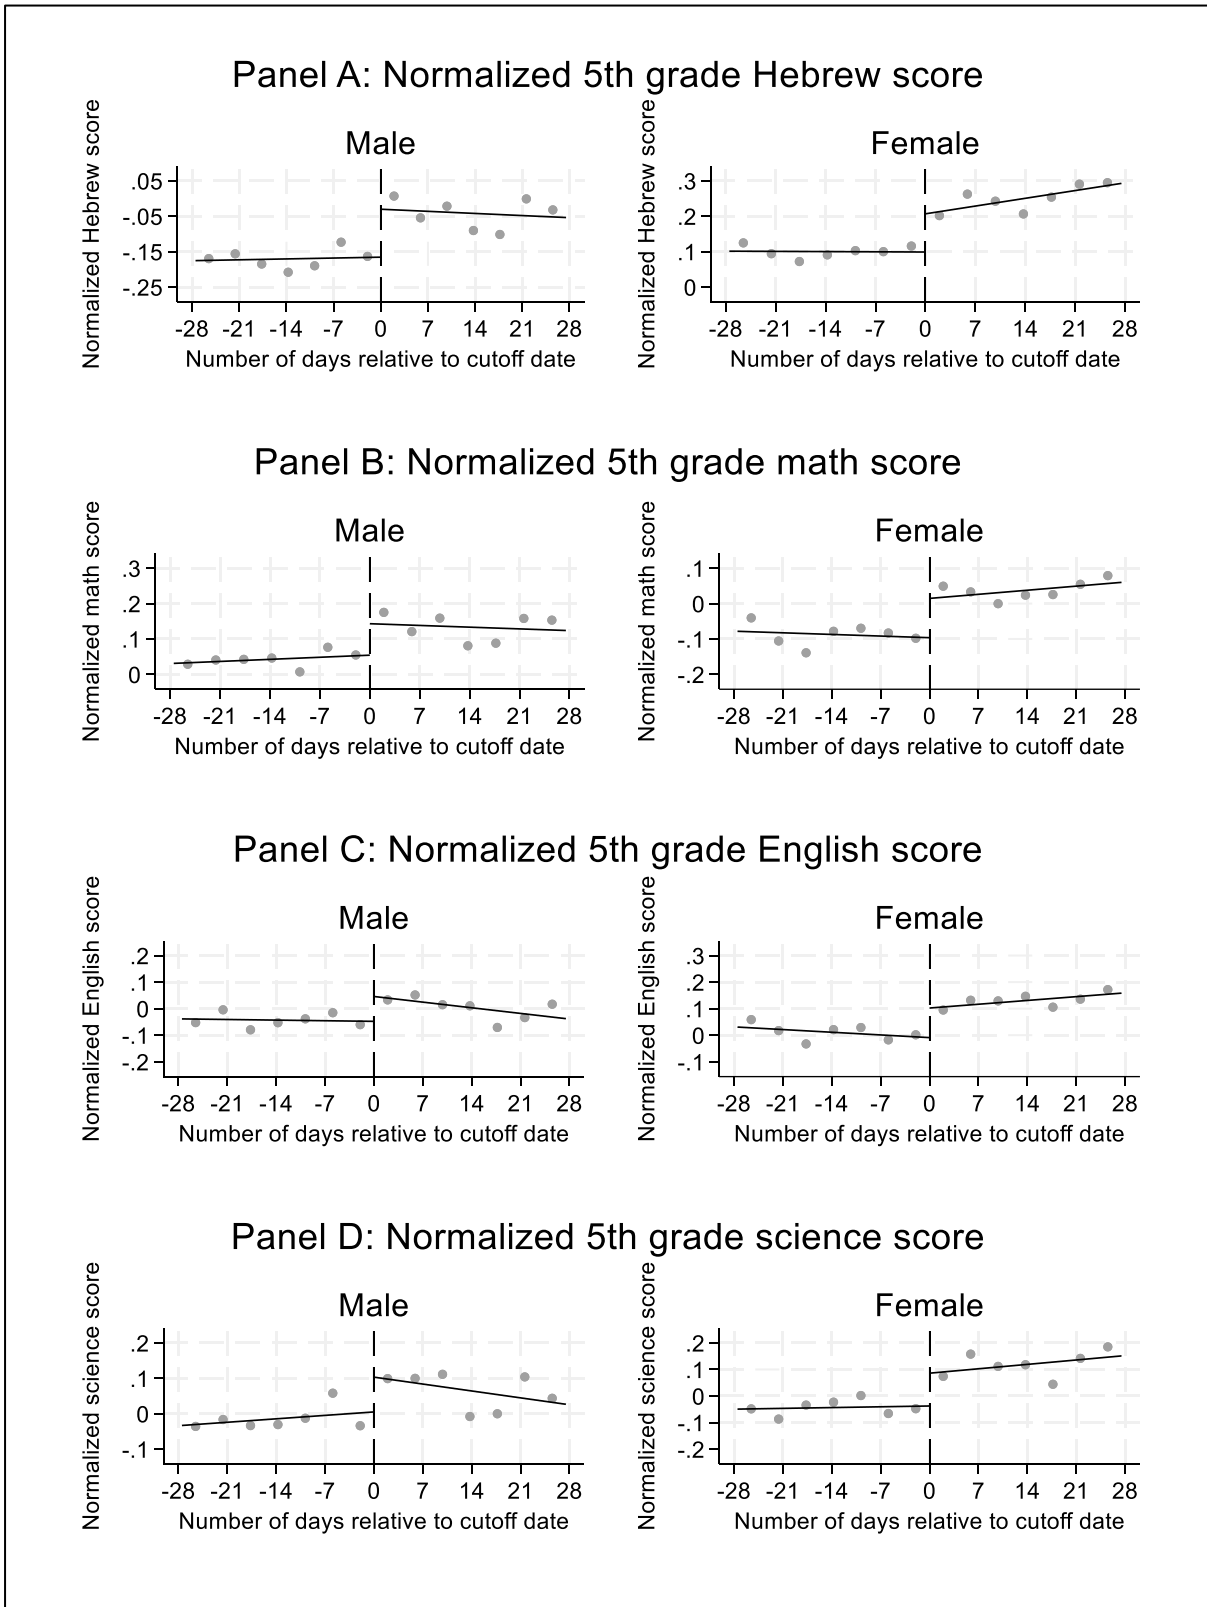 Panel A: Normalized 5th grade Hebrew score
Male
Normalized Hebrew score
.05
-.05
-.15
-.25
-28 -21 -14 -7 0 7 14 21 28
Number of days relative to cutoff date
Female
Normalized Hebrew score
.3
.2
.1
0
-28 -21 -14 -7 0 7 14 21 28
Number of days relative to cutoff date
Panel B: Normalized 5th grade math score
Male
Normalized math score
.3
.2
.1
0
-28 -21 -14 -7 0 7 14 21 28
Number of days relative to cutoff date
Female
Normalized math score
.1
0
-.1
-.2
-28 -21 -14 -7 0 7 14 21 28
Number of days relative to cutoff date
Panel C: Normalized 5th grade English score
Male
Normalized English score
.2
.1
0
-.1
-.2
-28 -21 -14 -7 0 7 14 21 28
Number of days relative to cutoff date
Female
Normalized English score
.3
.2
.1
0
-.1
-28 -21 -14 -7 0 7 14 21 28
Number of days relative to cutoff date
Panel D: Normalized 5th grade science score
Male
Normalized science score
.2
.1
0
-.1
-28 -21 -14 -7 0 7 14 21 28
Number of days relative to cutoff date
Female
Normalized science score
.2
.1
0
-.1
-.2
-28 -21 -14 -7 0 7 14 21 28
Number of days relative to cutoff date